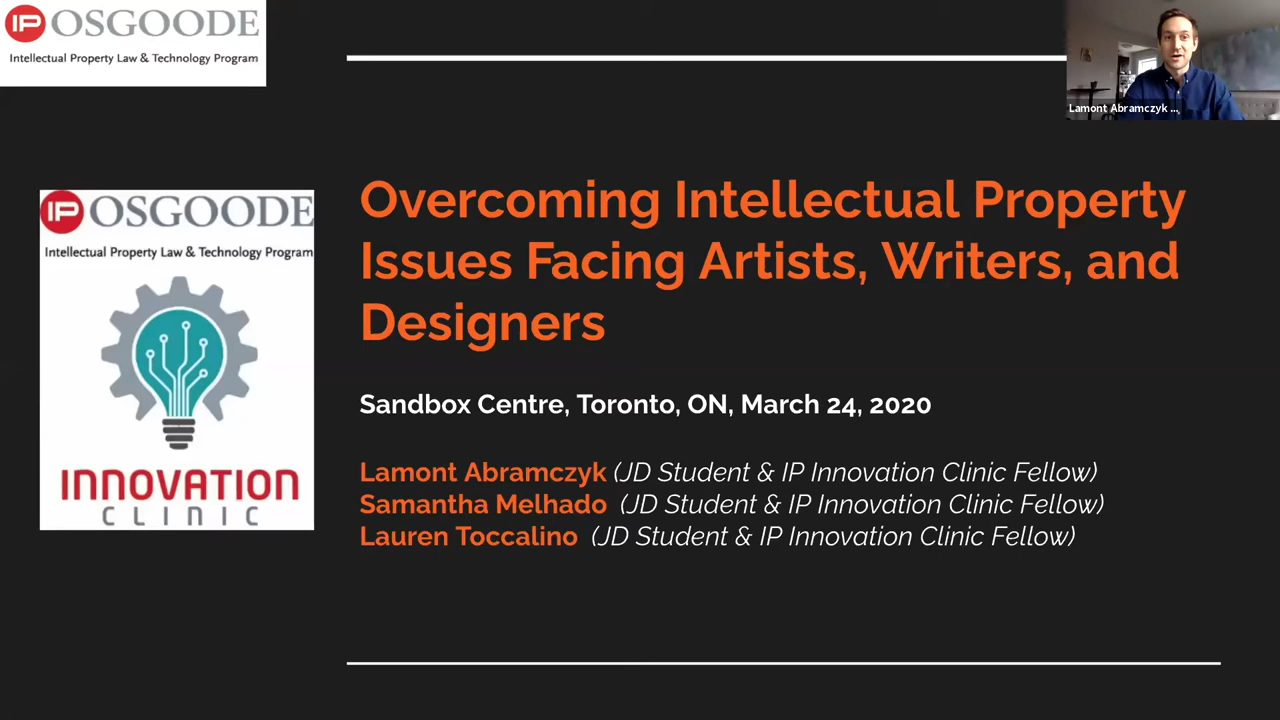 IP OSGOODE
Intellectual Property Law & Technology Program
Lamont Abramczyk ...
IP OSGOODE
Intellectual Property Law & Technology Program
INNOVATION
CLINIC
Overcoming Intellectual Property
Issues Facing Artists, Writers, and
Designers
Sandbox Centre, Toronto, ON, March 24, 2020
Lamont Abramczyk (JD Student & IP Innovation Clinic Fellow)
Samantha Melhado (JD Student & IP Innovation Clinic Fellow)
Lauren Toccalino (JD Student & IP Innovation Clinic Fellow)